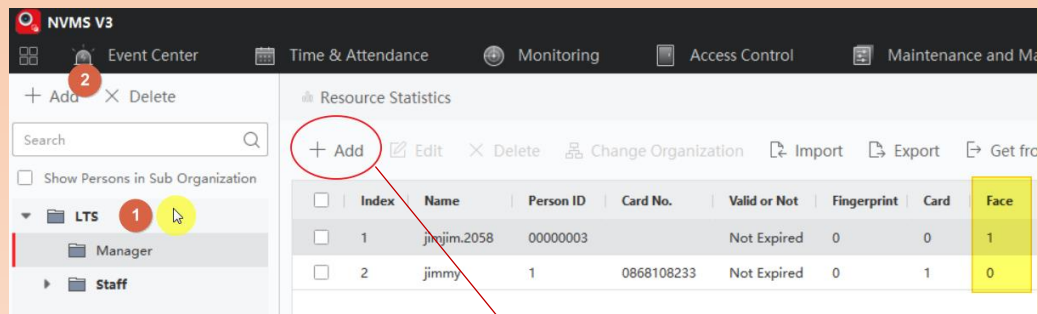 NVMS V3
Event Center Time & Attendance Monitoring Access Control Maintenance and Ma
2
+ Add × Delete
Resource Statistics
Search
+ Add Edit × Delete Change Organization Import Export Get fro
Show Persons in Sub Organization
Index Name Person ID Card No. Valid or Not Fingerprint Card Face
LTS 1
1 jimjim.2058 00000003 Not Expired 0 0 1
Manager
2 jimmy 1 0868108233 Not Expired 0 1 0
Staff